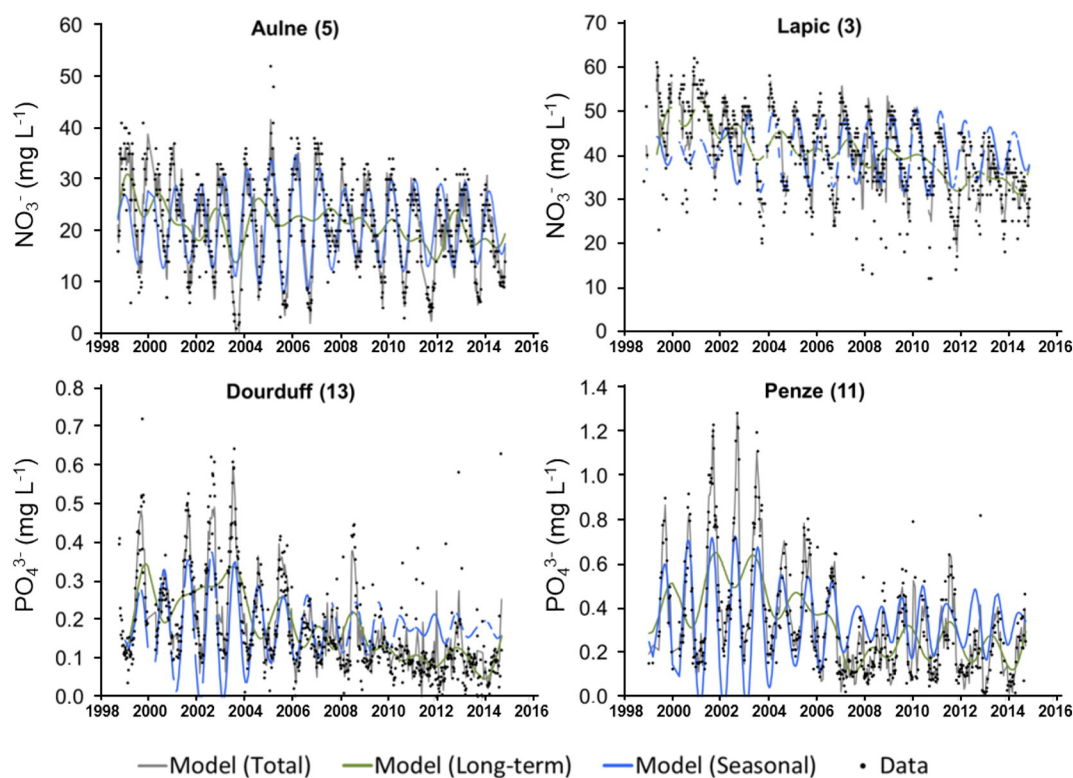 Aulne (5)
NO₃⁻ (mg L⁻¹)
60
50
40
30
20
10
0
1998 2000 2002 2004 2006 2008 2010 2012 2014 2016
Lapic (3)
NO₃⁻ (mg L⁻¹)
70
60
50
40
30
20
10
0
1998 2000 2002 2004 2006 2008 2010 2012 2014 2016
Dourduff (13)
PO₄³⁻ (mg L⁻¹)
0.8
0.7
0.6
0.5
0.4
0.3
0.2
0.1
0.0
1998 2000 2002 2004 2006 2008 2010 2012 2014 2016
Penze (11)
PO₄³⁻ (mg L⁻¹)
1.4
1.2
1.0
0.8
0.6
0.4
0.2
0.0
1998 2000 2002 2004 2006 2008 2010 2012 2014 2016
Model (Total) Model (Long-term) Model (Seasonal) Data